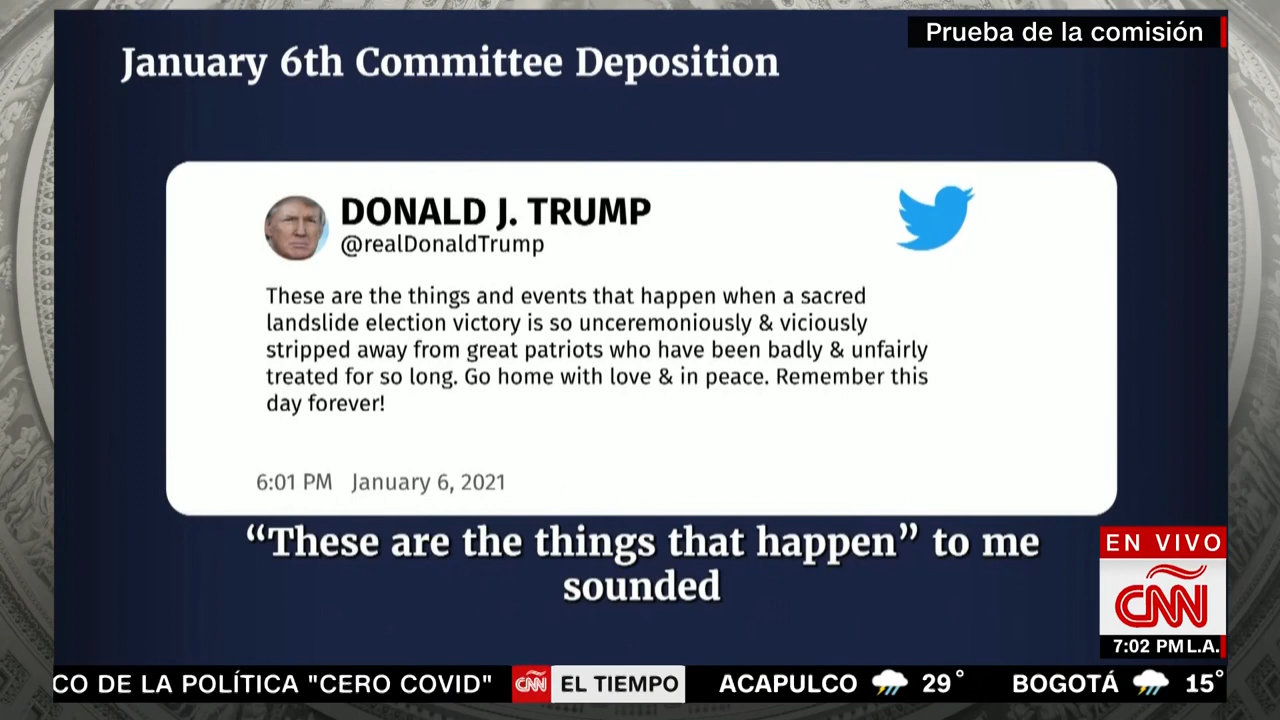 Prueba de la comisión
January 6th Committee Deposition
DONALD J. TRUMP
@realDonaldTrump
These are the things and events that happen when a sacred
landslide election victory is so unceremoniously & viciously
stripped away from great patriots who have been badly & unfairly
treated for so long. Go home with love & in peace. Remember this
day forever!
6:01 PM January 6, 2021
“These are the things that happen” to me
sounded
EN VIVO
CNN
7:02 PM L.A.
CO DE LA POLÍTICA "CERO COVID" CNN EL TIEMPO ACAPULCO 29° BOGOTÁ 15°